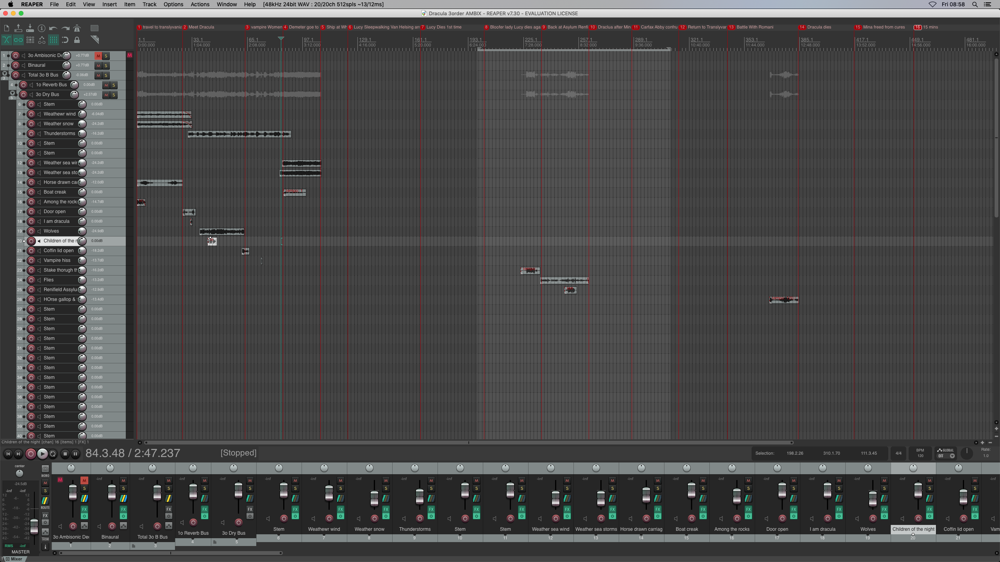 REAPER File Edit View Insert Item Track Options Actions Window Help [48kHz 24bit WAV : 20/20ch 512spls ~13/12ms] Fri 08:58
Dracula 3order AMBIX - REAPER v7.30 - EVALUATION LICENSE
1 travel to translyvania 2 Meet Dracula 3 vampire Women 4 Demeter goe to 5 Ship at Wh 6 Lucy Sleepwalking Van Helsing arr 7 Lucy Dies 1st time 8 Bloofer lady Lucy dies aga 9 Back at Asylum Renfi 10 Draclua after Min 11 Carfax Abby confru 12 Return to Translyvar 13 Battle With Romani 14 Dracula dies 15 Mina freed from cures 16 15 mins
1.1 33.1 65.1 97.1 129.1 161.1 193.1 225.1 257.1 289.1 321.1 353.1 385.1 417.1 449.1 481.1
0:00.000 1:04.000 2:08.000 3:12.000 4:16.000 5:20.000 6:24.000 7:28.000 8:32.000 9:36.000 10:40.000 11:44.000 12:48.000 13:52.000 14:56.000 16:00.000
1 3o Ambisonic De +0.77dB M S M
2 Binaural +0.77dB M S
3 Total 3o B Bus -0.06dB M S
4 1o Reverb Bus 0.00dB M S
5 3o Dry Bus +2.57dB M S
6 Stem 0.00dB
7 Weathewr wind -6.04dB
8 Weather snow -24.2dB
9 Thunderstorms -16.2dB
10 Stem 0.00dB
11 Stem 0.00dB
12 Weather sea wir -24.2dB
13 Weather sea sto -24.2dB
14 Horse drawn car -12.0dB
15 Boat creak 0.00dB
16 Among the rocks -14.7dB
17 Door open 0.00dB
18 I am dracula 0.00dB
19 Wolves -24.9dB
20 Children of the n 0.00dB
21 Coffin lid open -18.2dB
22 Vampire hiss -13.7dB
23 Stake thorugh th -16.2dB
24 Flies -13.2dB
25 Renifield Assylu -12.9dB
26 HOrse gallop & -13.4dB
27 Stem 0.00dB
28 Stem 0.00dB
29 Stem 0.00dB
30 Stem 0.00dB
31 Stem 0.00dB
32 Stem 0.00dB
33 Stem 0.00dB
34 Stem 0.00dB
35 Stem 0.00dB
36 Stem 0.00dB
37 Stem 0.00dB
38 Stem 0.00dB
39 Stem 0.00dB
40 Stem 0.00dB
Children of the night [chan] 16 [items] 1 [FX] 1
84.3.48 / 2:47.237 [Stopped] Selection: 198.2.26 310.1.70 111.3.45 4/4 BPM 120 GLOBAL OFF Rate: 1.0
center
MONO
-24.5dB
-inf -inf
ROUTE
FX
TRIM
RMS -inf
MASTER
3o Ambisonic Dec Binaural Total 3o B Bus 1o Reverb Bus 3o Dry Bus Stem Weathewr wind Weather snow Thunderstorms Stem Stem Weather sea wind Weather sea storms Horse drawn carriag Boat creak Among the rocks Door open I am dracula Wolves Children of the night Coffin lid open Vam
1 2 3 4 5 6 7 8 9 10 11 12 13 14 15 16 17 18 19 20 21
Mixer